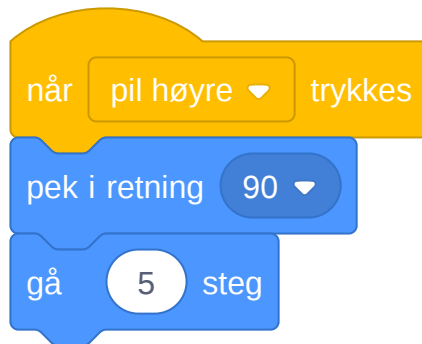 når pil høyre trykkes
pek i retning 90
gå 5 steg